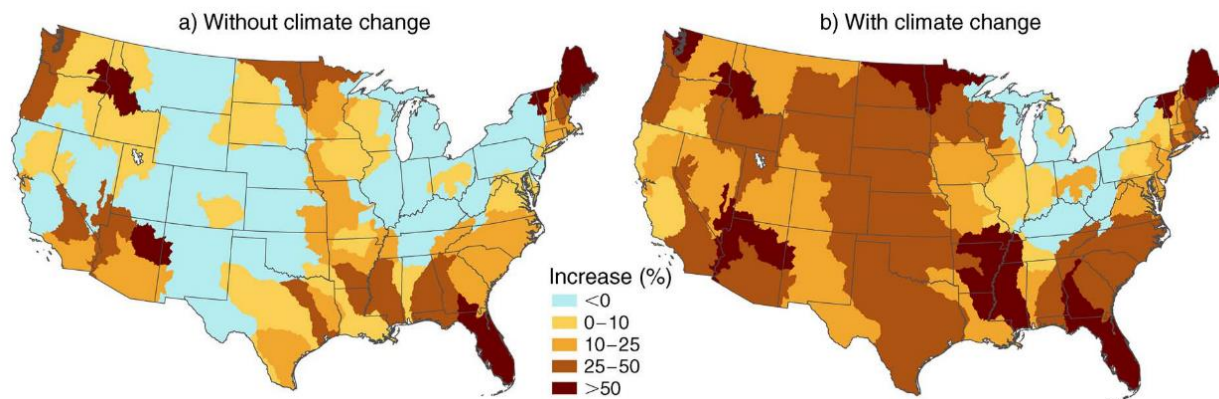 a) Without climate change
b) With climate change
Increase (%)
<0
0–10
10–25
25–50
>50